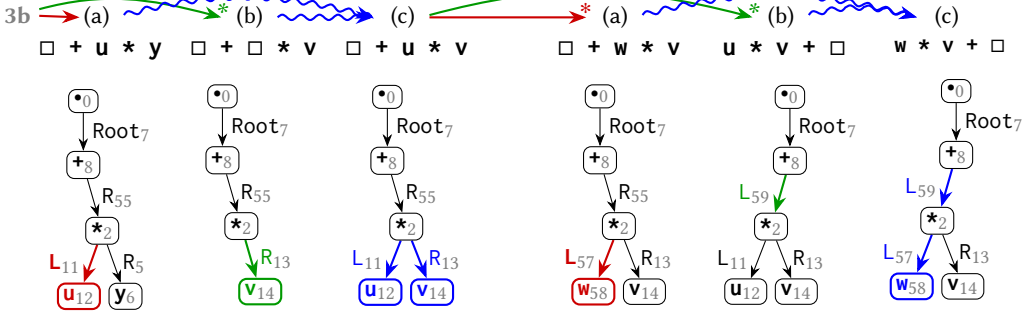 3b (a) * (b) (c) * (a) * (b) (c)
□ + u * y □ + □ * v □ + u * v □ + w * v u * v + □ w * v + □
•0 •0 •0 •0 •0 •0
Root7 Root7 Root7 Root7 Root7 Root7
+8 +8 +8 +8 +8 +8
R55 R55 R55 R55 L59 L59
*2 *2 *2 *2 *2 *2
L11 R5 R13 L11 R13 L57 R13 L11 R13 L57 R13
u12 y6 v14 u12 v14 w58 v14 u12 v14 w58 v14